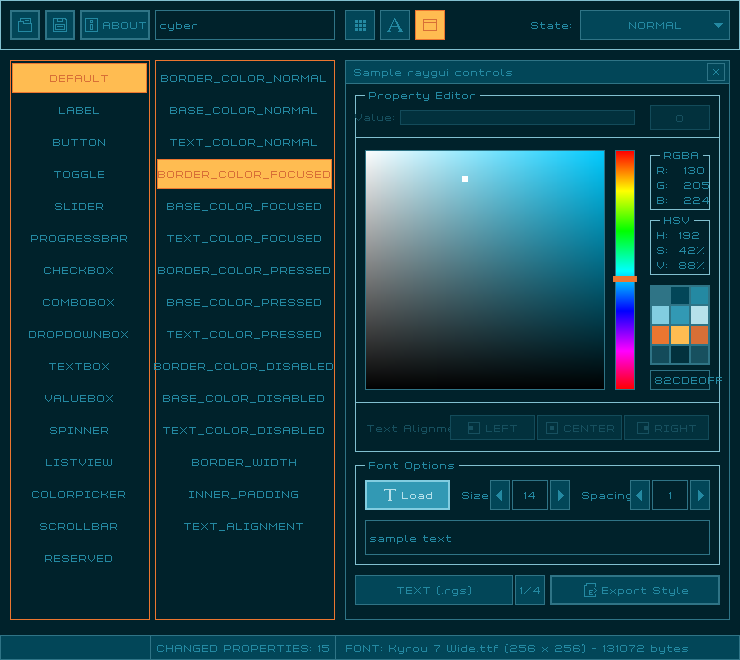 ABOUT
cyber
State:
NORMAL
DEFAULT
LABEL
BUTTON
TOGGLE
SLIDER
PROGRESSBAR
CHECKBOX
COMBOBOX
DROPDOWNBOX
TEXTBOX
VALUEBOX
SPINNER
LISTVIEW
COLORPICKER
SCROLLBAR
RESERVED
BORDER_COLOR_NORMAL
BASE_COLOR_NORMAL
TEXT_COLOR_NORMAL
BORDER_COLOR_FOCUSED
BASE_COLOR_FOCUSED
TEXT_COLOR_FOCUSED
BORDER_COLOR_PRESSED
BASE_COLOR_PRESSED
TEXT_COLOR_PRESSED
BORDER_COLOR_DISABLED
BASE_COLOR_DISABLED
TEXT_COLOR_DISABLED
BORDER_WIDTH
INNER_PADDING
TEXT_ALIGNMENT
Sample raygui controls
Property Editor
Value:
0
RGBA
R: 130
G: 205
B: 224
HSV
H: 192
S: 42%
V: 88%
82CDE0FF
Text Alignm
LEFT
CENTER
RIGHT
Font Options
Load
Size
14
Spacing
1
sample text
TEXT (.rgs)
1/4
Export Style
CHANGED PROPERTIES: 15
FONT: Kyrou 7 Wide.ttf (256 x 256) - 131072 bytes